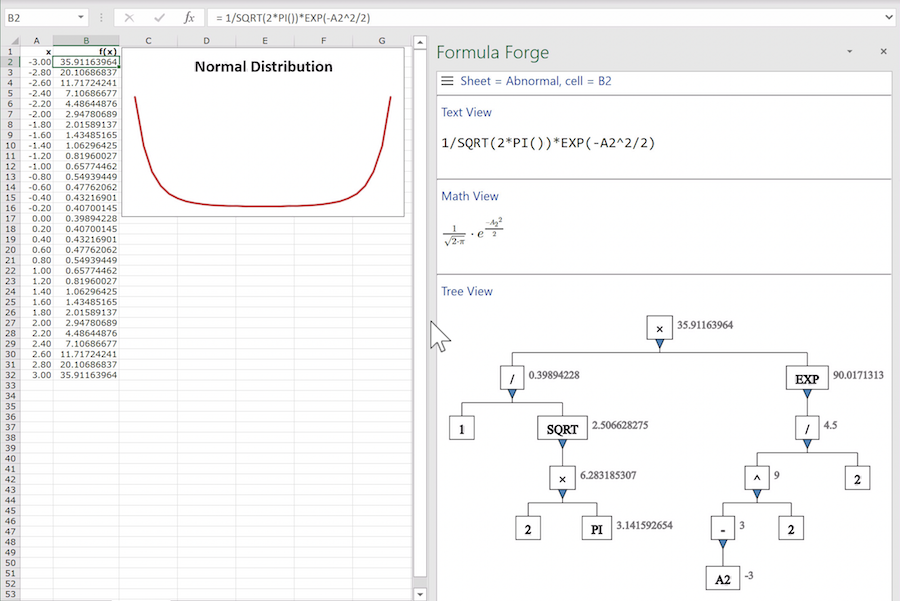 B2 fx = 1/SQRT(2*PI())*EXP(-A2^2/2)
A B C D E F G
1 x f(x)
2 -3.00 35.91163964
3 -2.80 20.10686837
4 -2.60 11.71724241
5 -2.40 7.10686677
6 -2.20 4.48644876
7 -2.00 2.94780689
8 -1.80 2.01589137
9 -1.60 1.43485165
10 -1.40 1.06296425
11 -1.20 0.81960027
12 -1.00 0.65774462
13 -0.80 0.54939449
14 -0.60 0.47762062
15 -0.40 0.43216901
16 -0.20 0.40700145
17 0.00 0.39894228
18 0.20 0.40700145
19 0.40 0.43216901
20 0.60 0.47762062
21 0.80 0.54939449
22 1.00 0.65774462
23 1.20 0.81960027
24 1.40 1.06296425
25 1.60 1.43485165
26 1.80 2.01589137
27 2.00 2.94780689
28 2.20 4.48644876
29 2.40 7.10686677
30 2.60 11.71724241
31 2.80 20.10686837
32 3.00 35.91163964
33
34
35
36
37
38
39
40
41
42
43
44
45
46
47
48
49
50
51
52
53
Normal Distribution
Formula Forge
Sheet = Abnormal, cell = B2
Text View
1/SQRT(2*PI())*EXP(-A2^2/2)
Math View
1/√2·π · e^(-A₂²/2)
Tree View
× 35.91163964
/ 0.39894228 EXP 90.0171313
1 SQRT 2.506628275 / 4.5
× 6.283185307 ^ 9 2
2 PI 3.141592654 - 3 2
A2 -3